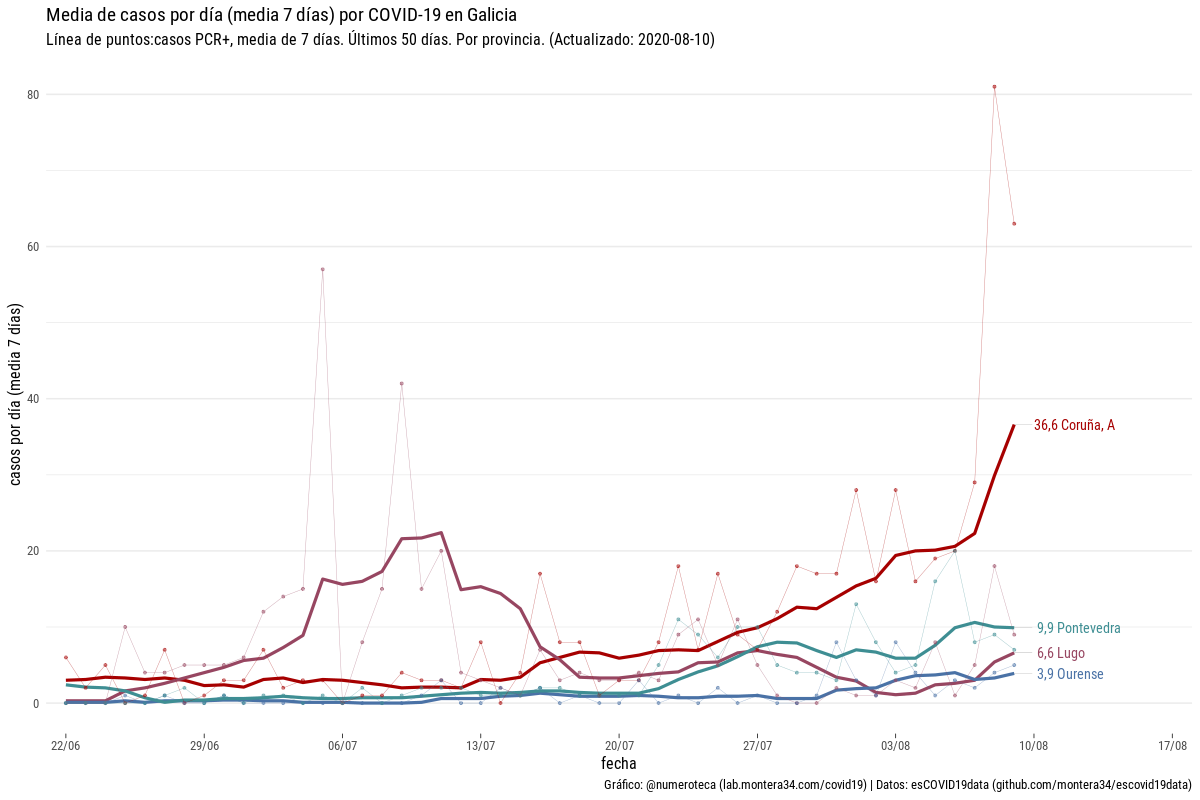 Media de casos por día (media 7 días) por COVID-19 en Galicia
Línea de puntos:casos PCR+, media de 7 días. Últimos 50 días. Por provincia. (Actualizado: 2020-08-10)
casos por día (media 7 días)
80
60
40
20
0
36,6 Coruña, A
9,9 Pontevedra
6,6 Lugo
3,9 Ourense
22/06
29/06
06/07
13/07
20/07
27/07
03/08
10/08
17/08
fecha
Gráfico: @numeroteca (lab.montera34.com/covid19) | Datos: esCOVID19data (github.com/montera34/escovid19data)